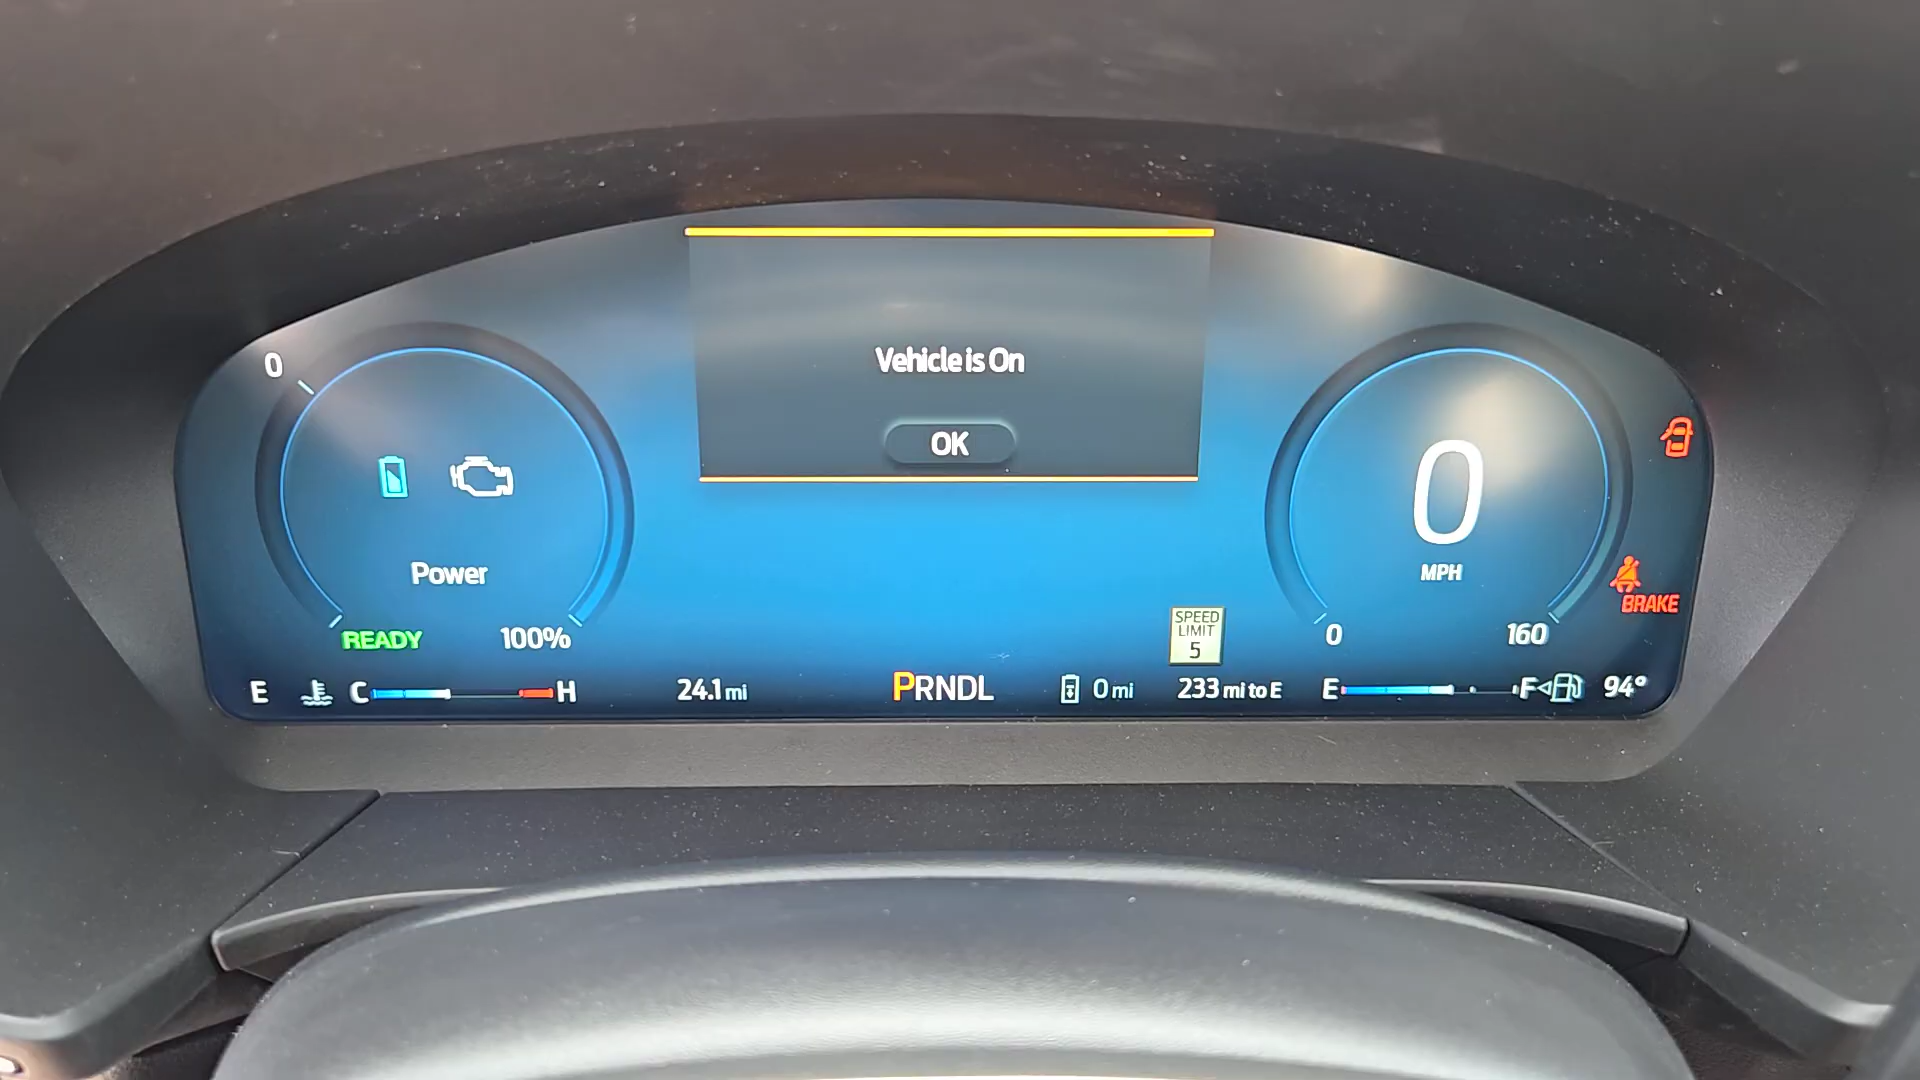 Vehicle is On
OK
0
Power
READY
100%
0
MPH
0
160
BRAKE
SPEED
LIMIT
5
E
C
H
24.1 mi
PRNDL
0 mi
233 mi to E
E
F
94°